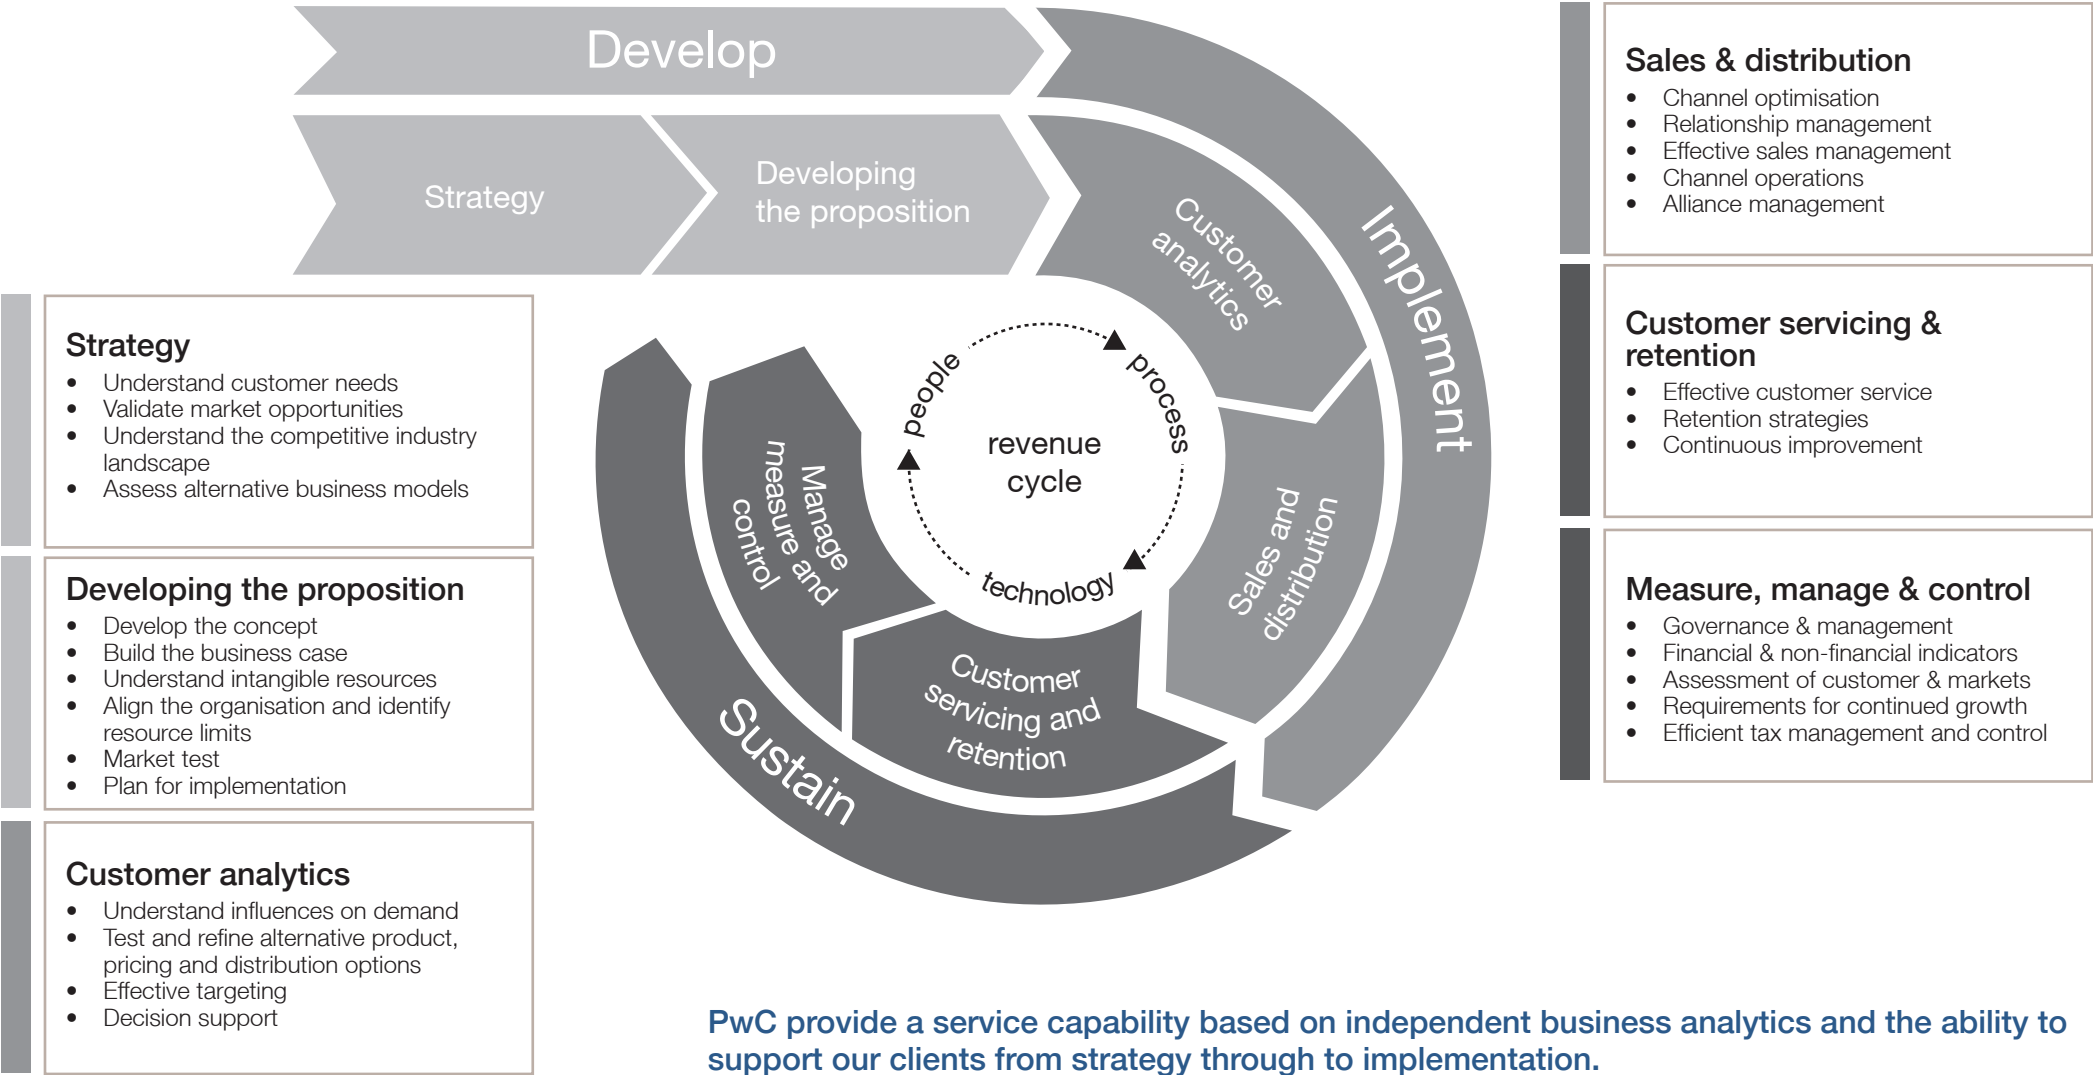 Develop
Strategy
Developing
the proposition
Customer
analytics
Implement
Sales and
distribution
Customer
servicing and
retention
Manage
measure and
control
Sustain
people
process
technology
revenue
cycle
Strategy
• Understand customer needs
• Validate market opportunities
• Understand the competitive industry
landscape
• Assess alternative business models
Developing the proposition
• Develop the concept
• Build the business case
• Understand intangible resources
• Align the organisation and identify
resource limits
• Market test
• Plan for implementation
Customer analytics
• Understand influences on demand
• Test and refine alternative product,
pricing and distribution options
• Effective targeting
• Decision support
Sales & distribution
• Channel optimisation
• Relationship management
• Effective sales management
• Channel operations
• Alliance management
Customer servicing &
retention
• Effective customer service
• Retention strategies
• Continuous improvement
Measure, manage & control
• Governance & management
• Financial & non-financial indicators
• Assessment of customer & markets
• Requirements for continued growth
• Efficient tax management and control
PwC provide a service capability based on independent business analytics and the ability to
support our clients from strategy through to implementation.